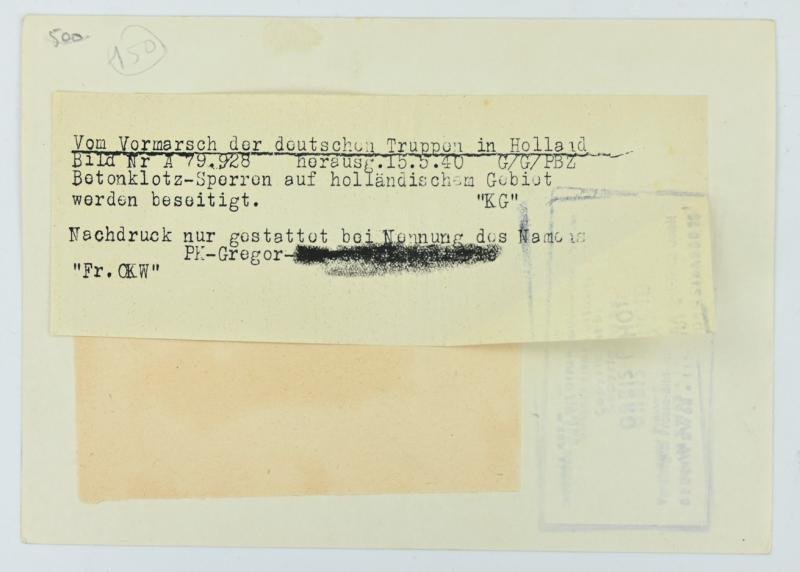 500
150
Vom Vormarsch der deutschen Truppen in Holland
Bild Nr A 79.928 herausg.15.5.40 G/G/PBZ
Betonklotz-Sperren auf holländischem Gebiet
werden beseitigt. "KG"
Nachdruck nur gestattet bei Nennung des Namens
PK-Gregor-
"Fr.OKW"